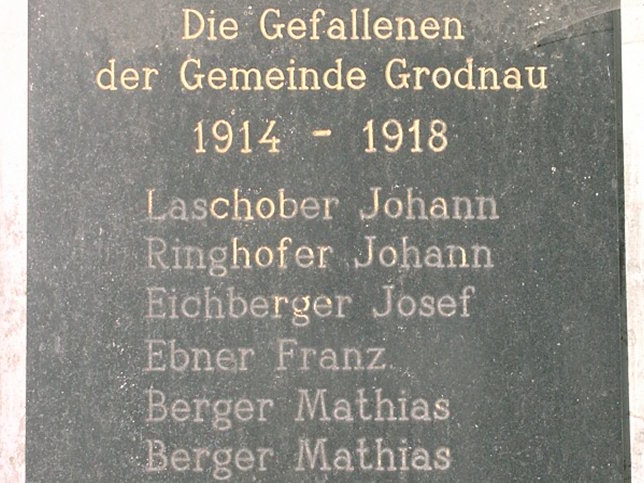 Die Gefallenen
der Gemeinde Grodnau
1914 - 1918
Laschober Johann
Ringhofer Johann
Eichberger Josef
Ebner Franz
Berger Mathias
Berger Mathias